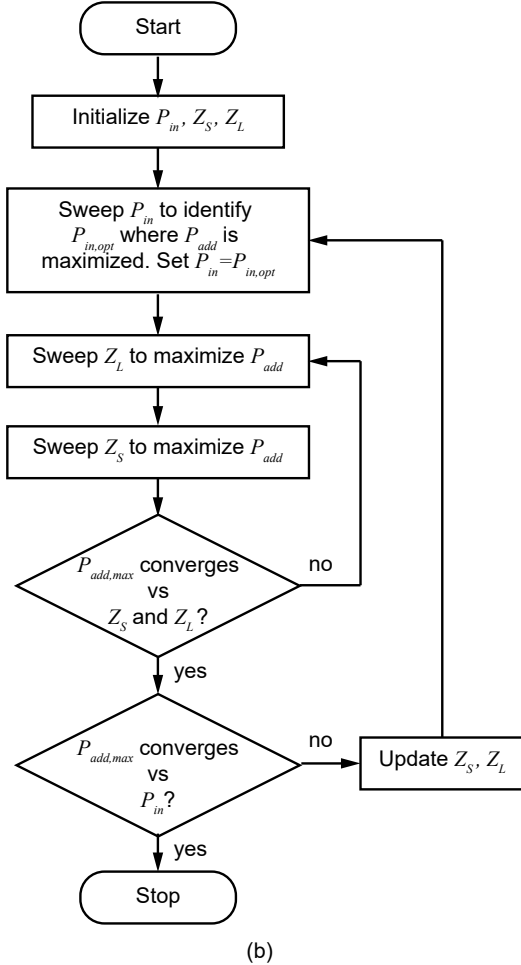 Start
Initialize P_in, Z_S, Z_L
Sweep P_in to identify
P_in,opt where P_add is
maximized. Set P_in=P_in,opt
Sweep Z_L to maximize P_add
Sweep Z_S to maximize P_add
P_add,max converges
vs
Z_S and Z_L?
no
yes
P_add,max converges
vs
P_in?
no
Update Z_S, Z_L
yes
Stop
(b)